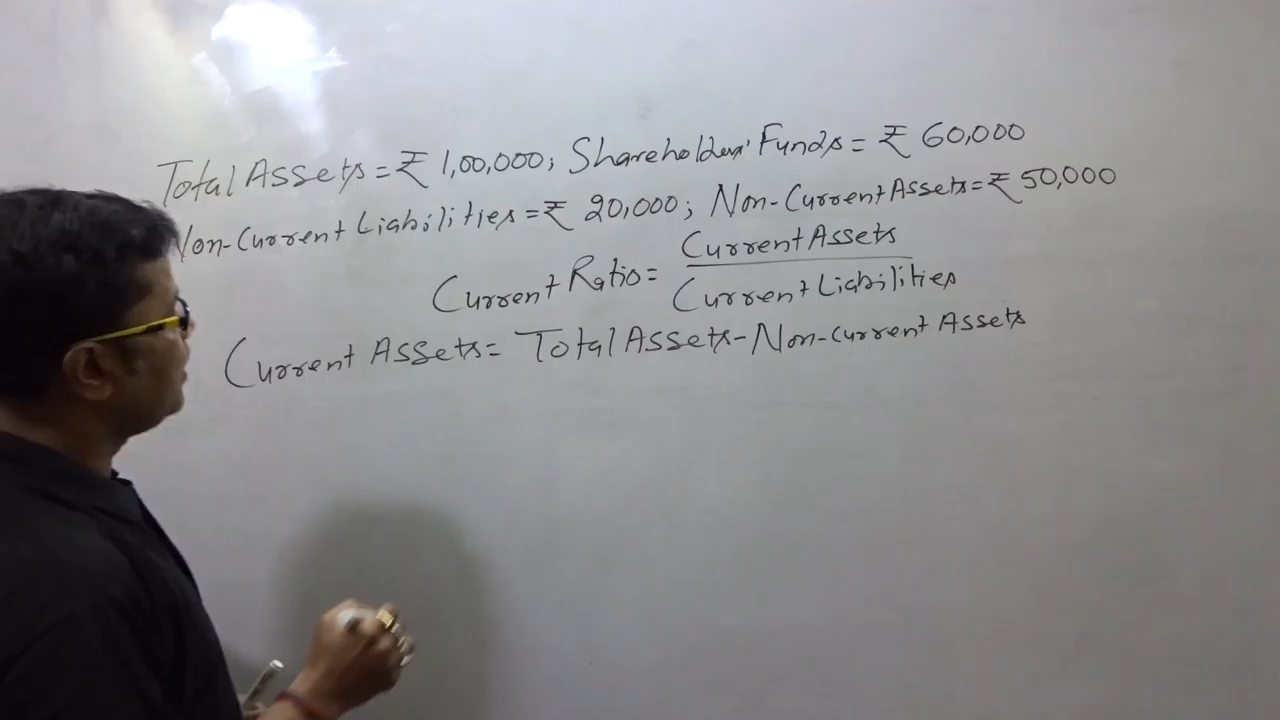 Total Assets = ₹ 1,00,000; Shareholders' Funds = ₹ 60,000
Non-Current Liabilities = ₹ 20,000; Non-Current Assets = ₹ 50,000
Current Ratio = Current Assets
Current Liabilities
Current Assets = Total Assets - Non-current Assets